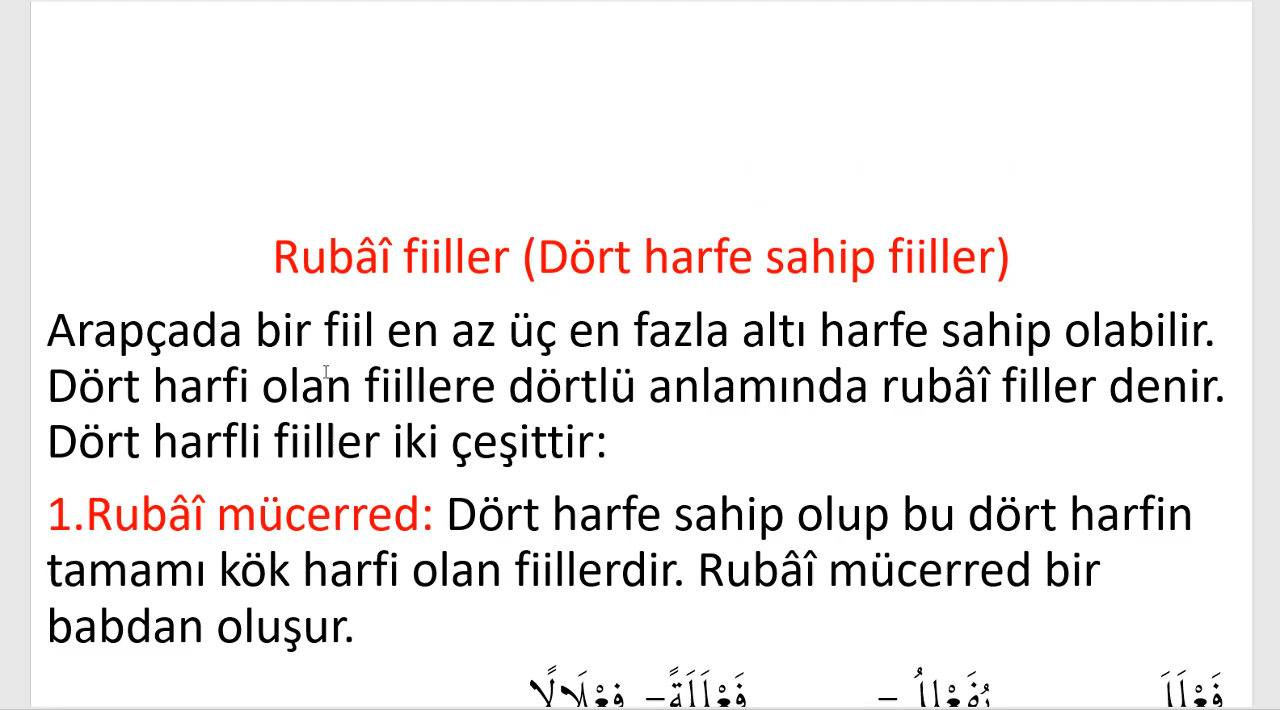 Rubâî fiiller (Dört harfe sahip fiiller)
Arapçada bir fiil en az üç en fazla altı harfe sahip olabilir.
Dört harfi olan fiillere dörtlü anlamında rubâî filler denir.
Dört harfli fiiller iki çeşittir:
1.Rubâî mücerred: Dört harfe sahip olup bu dört harfin
tamamı kök harfi olan fiillerdir. Rubâî mücerred bir
babdan oluşur.
فَعْلَلَ يُفَعْلِلُ – فَعْلَلَةً – فِعْلَالًا